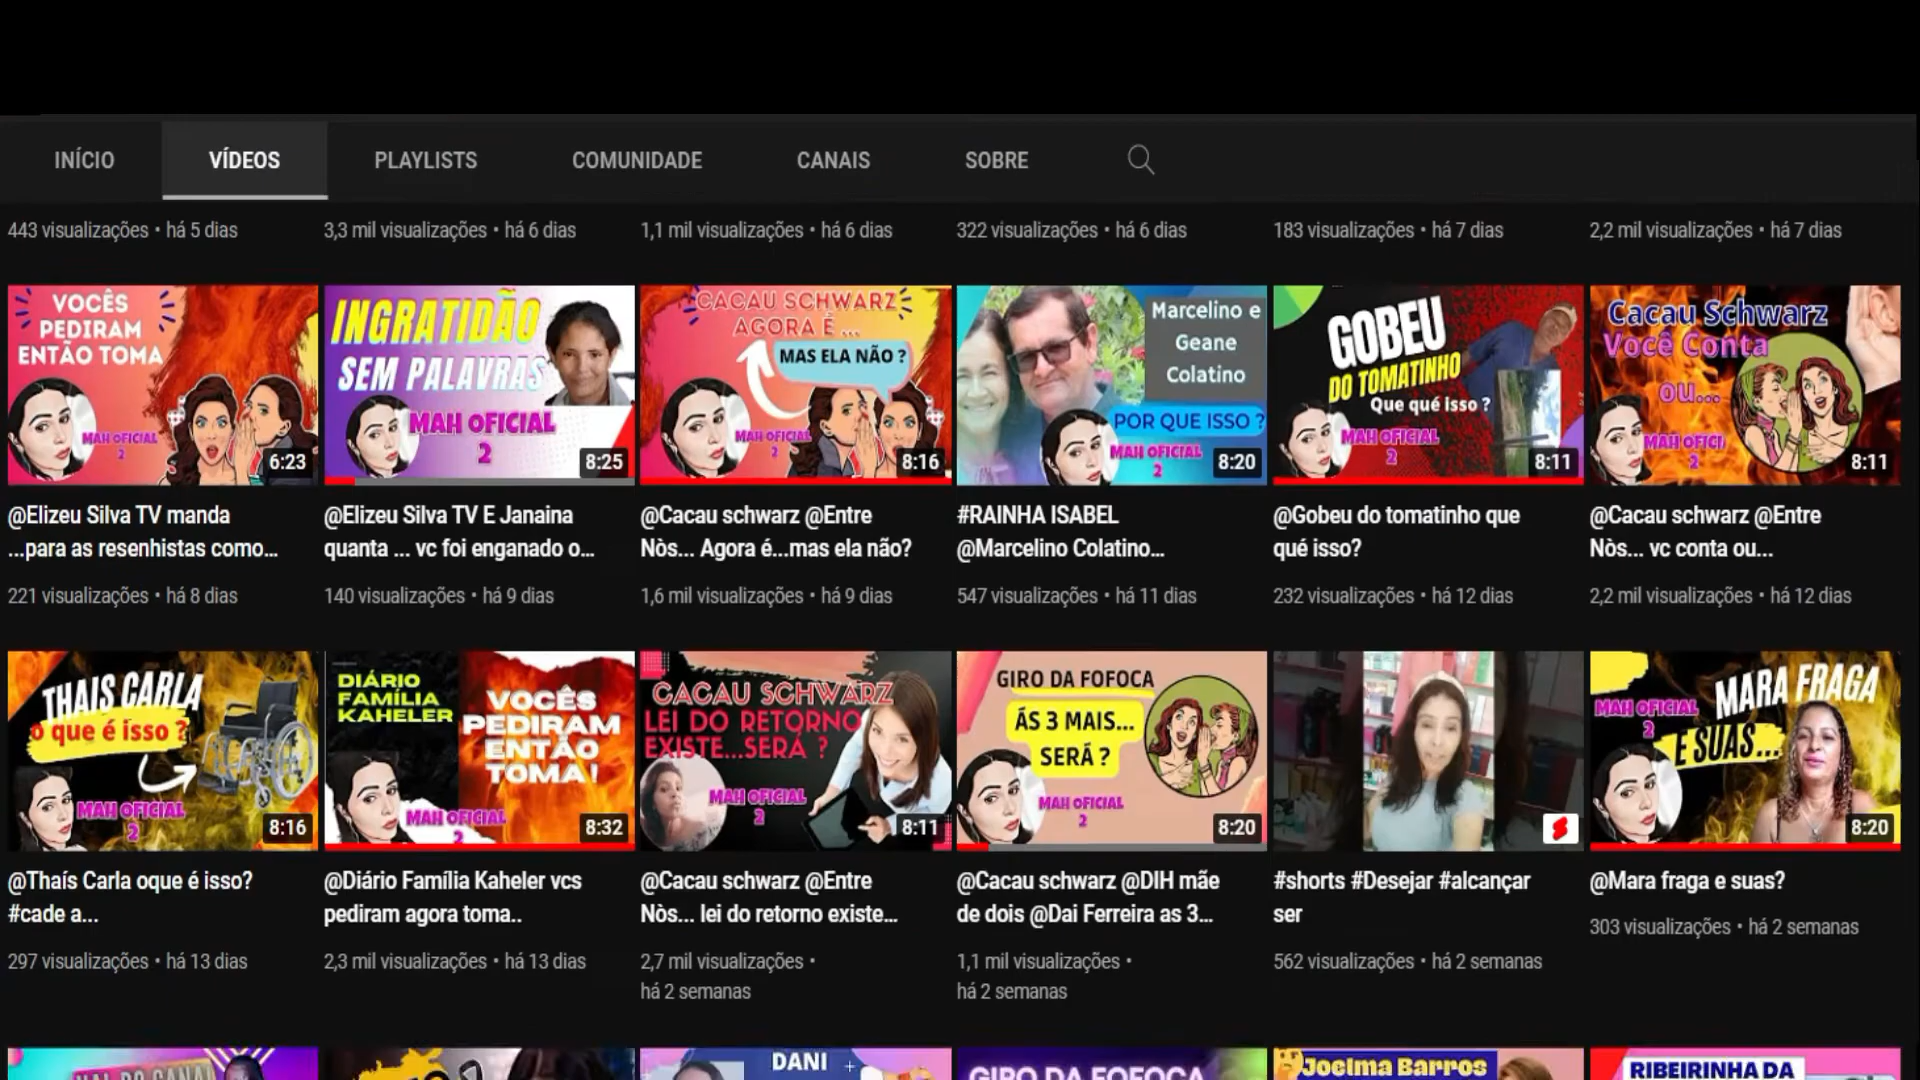 INÍCIO
VÍDEOS
PLAYLISTS
COMUNIDADE
CANAIS
SOBRE
443 visualizações • há 5 dias
3,3 mil visualizações • há 6 dias
1,1 mil visualizações • há 6 dias
322 visualizações • há 6 dias
183 visualizações • há 7 dias
2,2 mil visualizações • há 7 dias
VOCÊS
PEDIRAM
ENTÃO TOMA
MAH OFICIAL
2
6:23
INGRATIDÃO
SEM PALAVRAS
MAH OFICIAL
2
8:25
CACAU SCHWARZ
AGORA É ...
MAS ELA NÃO ?
MAH OFICIAL
2
8:16
Marcelino e
Geane
Colatino
POR QUE ISSO ?
MAH OFICIAL
2
8:20
GOBEU
DO TOMATINHO
Que qué isso ?
MAH OFICIAL
2
8:11
Cacau Schwarz
Você Conta
ou...
MAH OFICI
2
8:11
@Elizeu Silva TV manda
...para as resenhistas como...
221 visualizações • há 8 dias
@Elizeu Silva TV E Janaina
quanta ... vc foi enganado o...
140 visualizações • há 9 dias
@Cacau schwarz @Entre
Nòs... Agora é...mas ela não?
1,6 mil visualizações • há 9 dias
#RAINHA ISABEL
@Marcelino Colatino...
547 visualizações • há 11 dias
@Gobeu do tomatinho que
qué isso?
232 visualizações • há 12 dias
@Cacau schwarz @Entre
Nòs... vc conta ou...
2,2 mil visualizações • há 12 dias
THAIS CARLA
o que é isso ?
MAH OFICIAL
2
8:16
DIÁRIO
FAMÍLIA
KAHELER
VOCÊS
PEDIRAM
ENTÃO
TOMA!
MAH OFICIAL
2
8:32
CACAU SCHWARZ
LEI DO RETORNO
EXISTE...SERÁ ?
MAH OFICIAL
2
8:11
GIRO DA FOFOCA
ÁS 3 MAIS...
SERÁ ?
MAH OFICIAL
2
8:20
MAH OFICIAL
2
MARA FRAGA
E SUAS...
8:20
@Thaís Carla oque é isso?
#cade a...
297 visualizações • há 13 dias
@Diário Família Kaheler vcs
pediram agora toma..
2,3 mil visualizações • há 13 dias
@Cacau schwarz @Entre
Nòs... lei do retorno existe...
2,7 mil visualizações •
há 2 semanas
@Cacau schwarz @DIH mãe
de dois @Dai Ferreira as 3...
1,1 mil visualizações •
há 2 semanas
#shorts #Desejar #alcançar
ser
562 visualizações • há 2 semanas
@Mara fraga e suas?
303 visualizações • há 2 semanas
DANI
GIRO DA FOFOCA
Joelma Barros
RIBEIRINHA DA